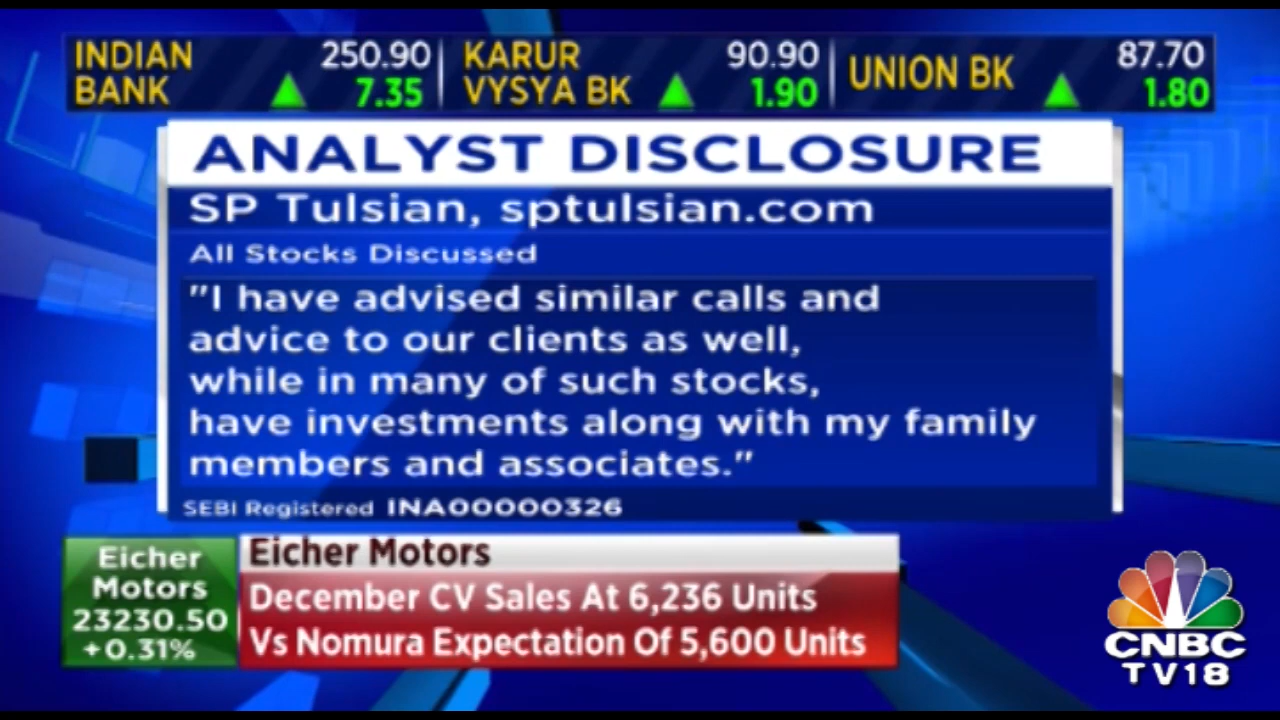 INDIAN BANK 250.90 ▲ 7.35
KARUR VYSYA BK 90.90 ▲ 1.90
UNION BK 87.70 ▲ 1.80
ANALYST DISCLOSURE
SP Tulsian, sptulsian.com
All Stocks Discussed
"I have advised similar calls and
advice to our clients as well,
while in many of such stocks,
have investments along with my family
members and associates."
SEBI Registered INA00000326
Eicher
Motors
23230.50
+0.31%
Eicher Motors
December CV Sales At 6,236 Units
Vs Nomura Expectation Of 5,600 Units
CNBC
TV18